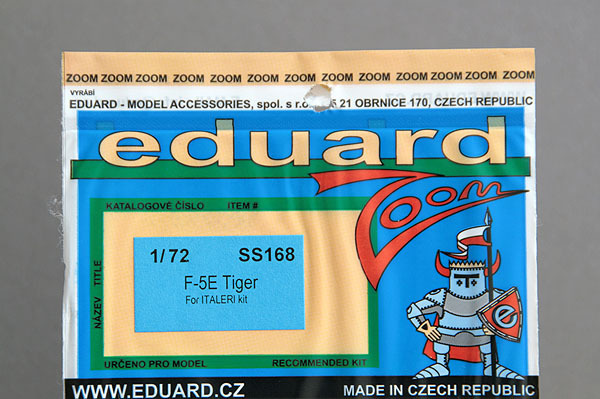 ZOOM ZOOM ZOOM ZOOM ZOOM ZOOM ZOOM ZOOM ZOOM ZOOM ZOOM ZOOM ZOOM
VYRÁBÍ
EDUARD - MODEL ACCESSORIES, spol. s r.o. 21 OBRNICE 170, CZECH REPUBLIC
eduard
Zoom
KATALOGOVÉ ČÍSLO ITEM #
1/72 SS168
F-5E Tiger
For ITALERI kit
NÁZEV TITLE
e
URČENO PRO MODEL RECOMMENDED KIT
WWW.EDUARD.CZ MADE IN CZECH REPUBLIC